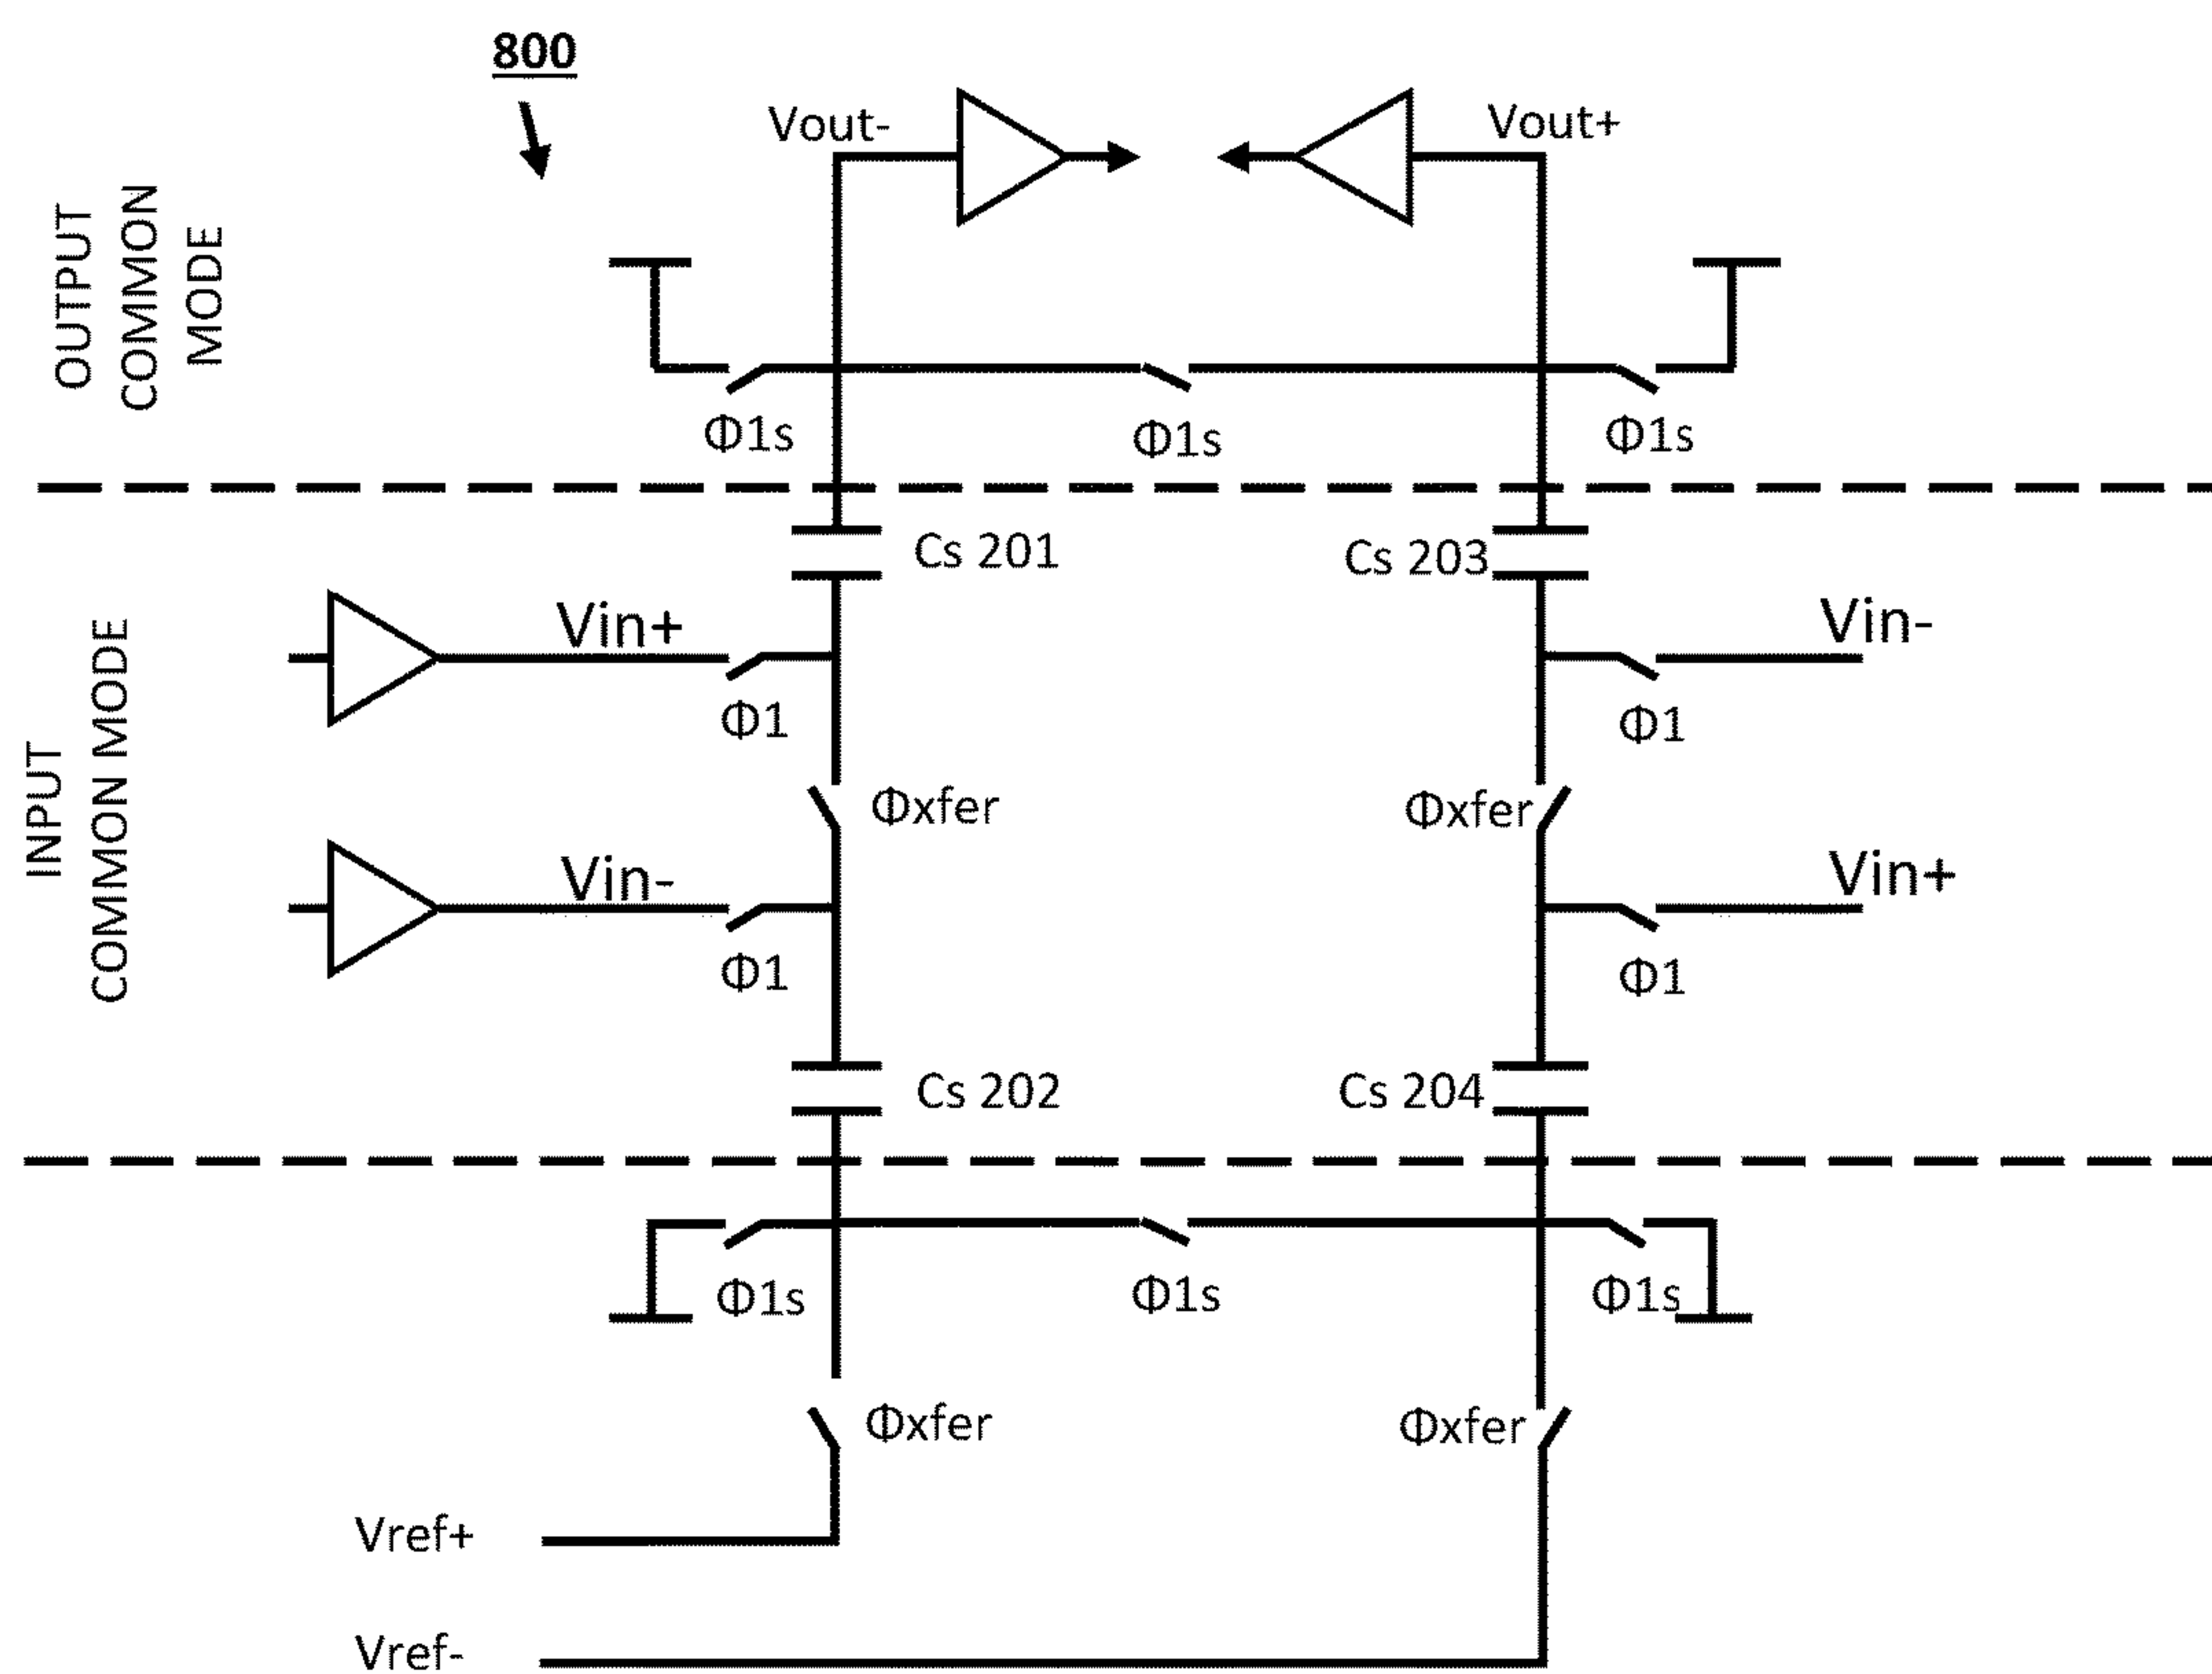 800
Vout-
Vout+
OUTPUT
COMMON
MODE
Φ1s
Φ1s
Φ1s
Cs 201
Cs 203
Vin+
Vin-
Φ1
Φ1
INPUT
COMMON MODE
Φxfer
Φxfer
Vin-
Vin+
Φ1
Φ1
Cs 202
Cs 204
Φ1s
Φ1s
Φ1s
Φxfer
Φxfer
Vref+
Vref-